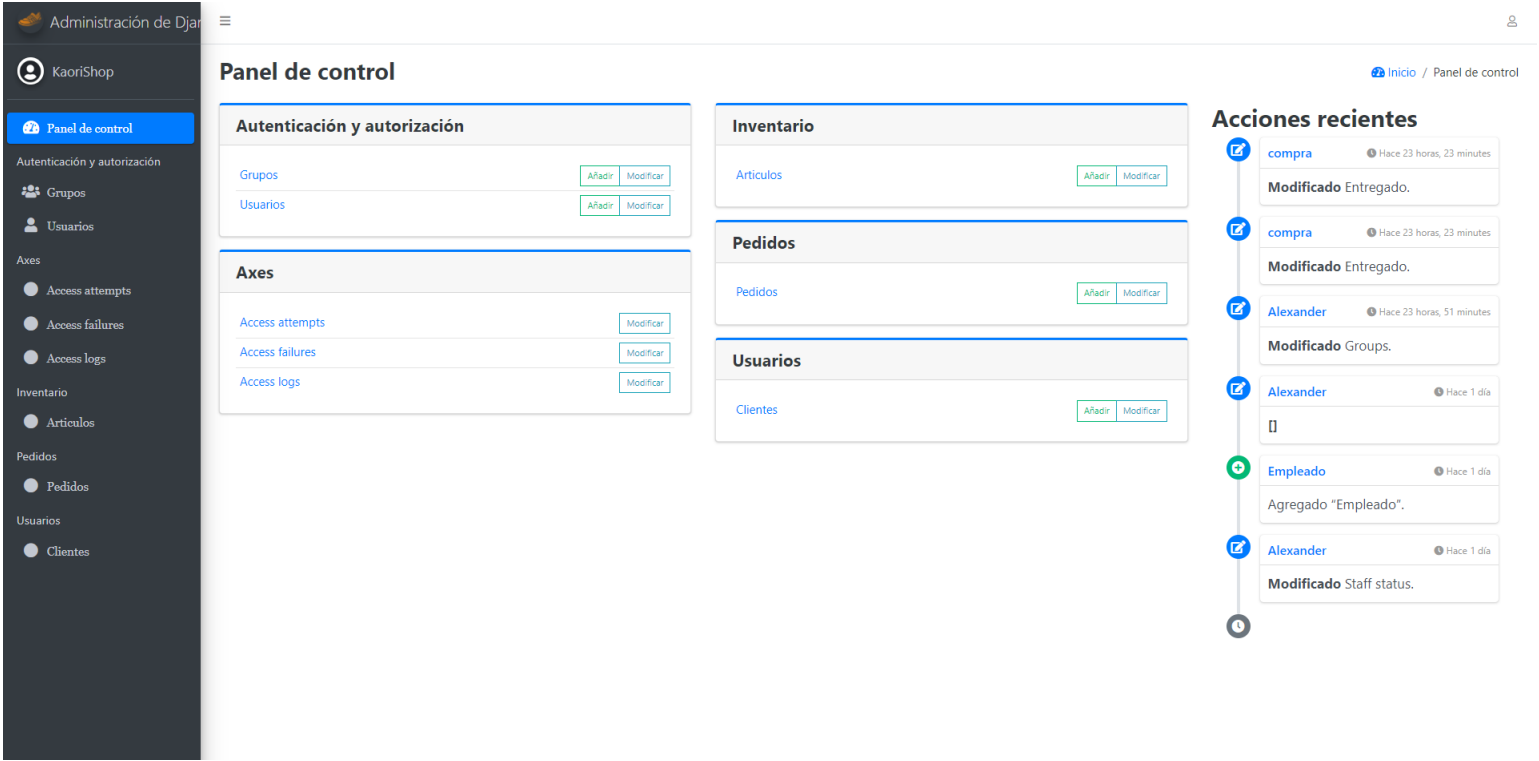 Administración de Djan
KaoriShop
Panel de control
Autenticación y autorización
Grupos
Usuarios
Axes
Access attempts
Access failures
Access logs
Inventario
Articulos
Pedidos
Pedidos
Usuarios
Clientes
Panel de control
Inicio / Panel de control
Autenticación y autorización
Grupos Añadir Modificar
Usuarios Añadir Modificar
Axes
Access attempts Modificar
Access failures Modificar
Access logs Modificar
Inventario
Articulos Añadir Modificar
Pedidos
Pedidos Añadir Modificar
Usuarios
Clientes Añadir Modificar
Acciones recientes
compra Hace 23 horas, 23 minutes
Modificado Entregado.
compra Hace 23 horas, 23 minutes
Modificado Entregado.
Alexander Hace 23 horas, 51 minutes
Modificado Groups.
Alexander Hace 1 día
[]
Empleado Hace 1 día
Agregado “Empleado”.
Alexander Hace 1 día
Modificado Staff status.